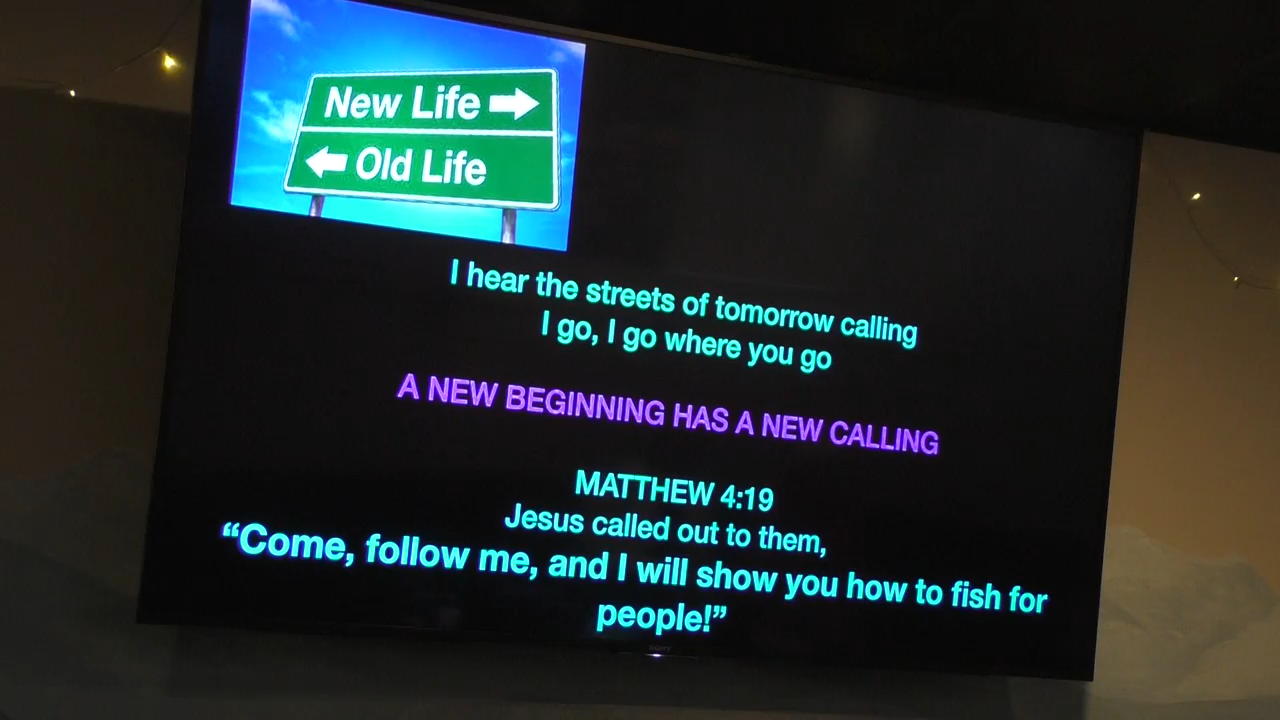 New Life
Old Life
I hear the streets of tomorrow calling
I go, I go where you go
A NEW BEGINNING HAS A NEW CALLING
MATTHEW 4:19
Jesus called out to them,
“Come, follow me, and I will show you how to fish for
people!”
SONY